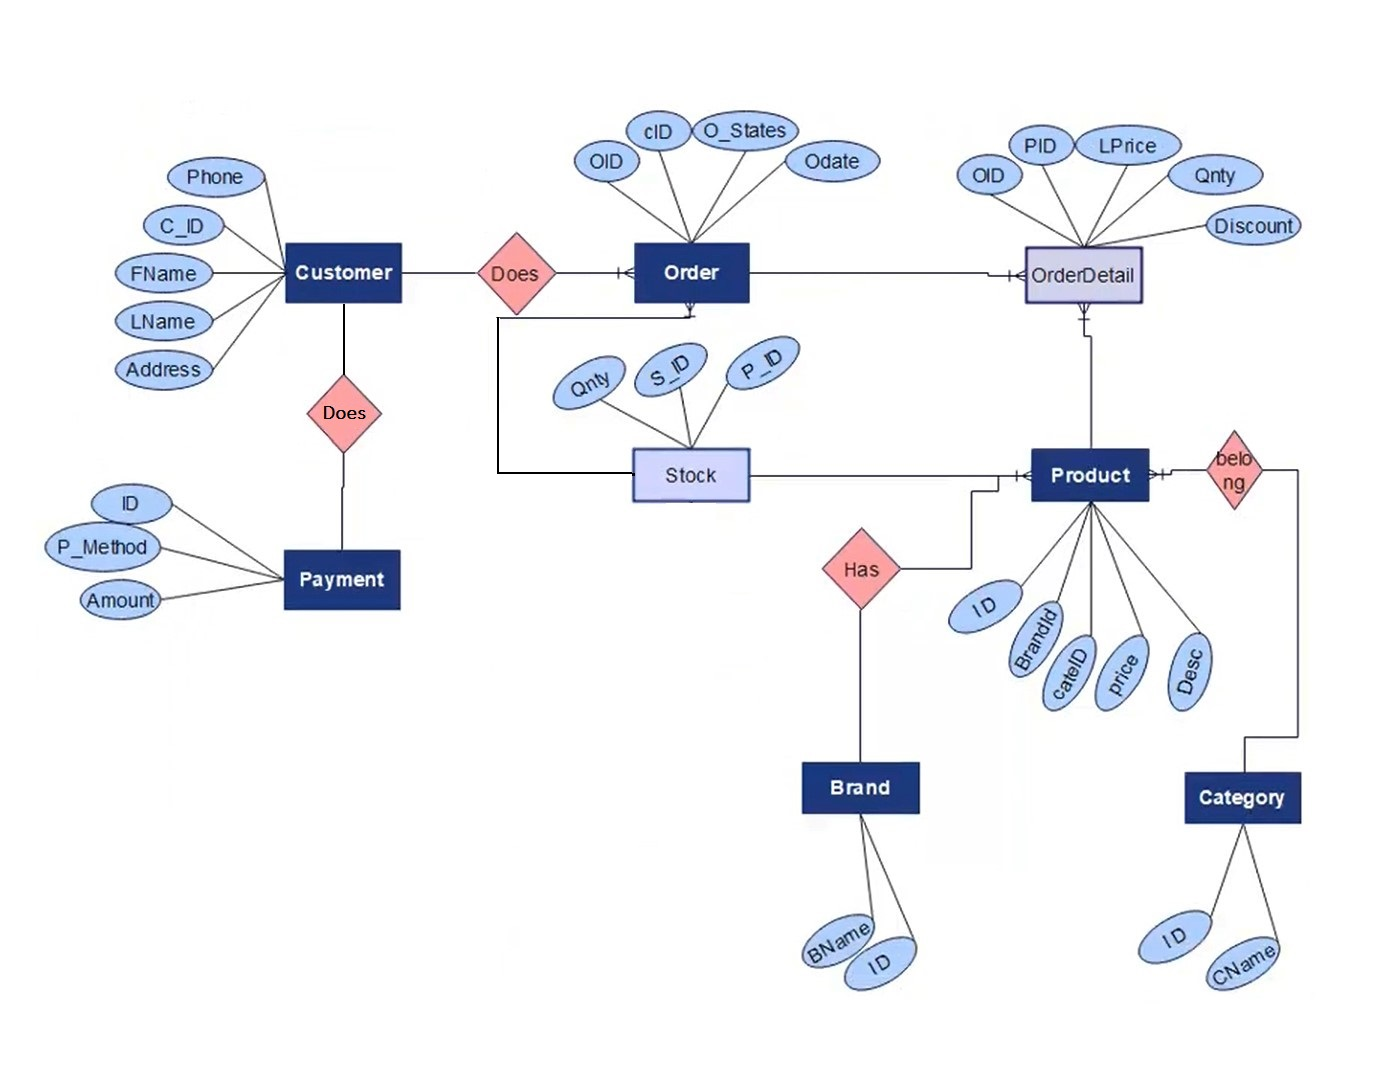 cID
O_States
OID
Odate
PID
LPrice
OID
Qnty
Discount
Phone
C_ID
FName
LName
Address
Customer
Does
Order
OrderDetail
Does
Qnty
S_ID
P_ID
Stock
Product
belo
ng
ID
P_Method
Amount
Payment
Has
ID
BrandId
cateID
price
Desc
Brand
Category
BName
ID
ID
CName